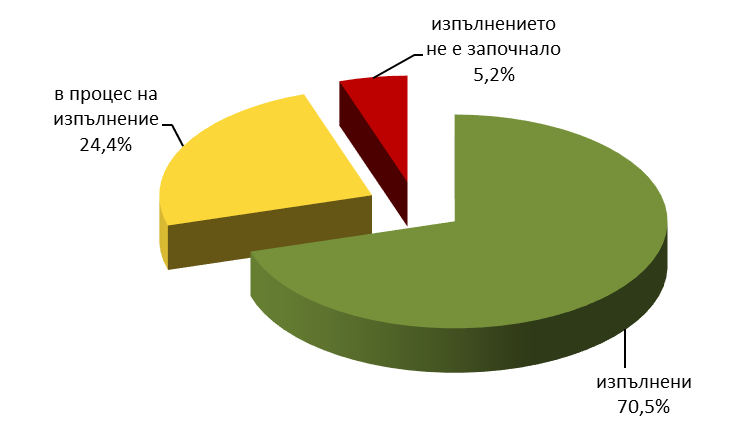 изпълнението
не е започнало
5,2%
в процес на
изпълнение
24,4%
изпълнени
70,5%